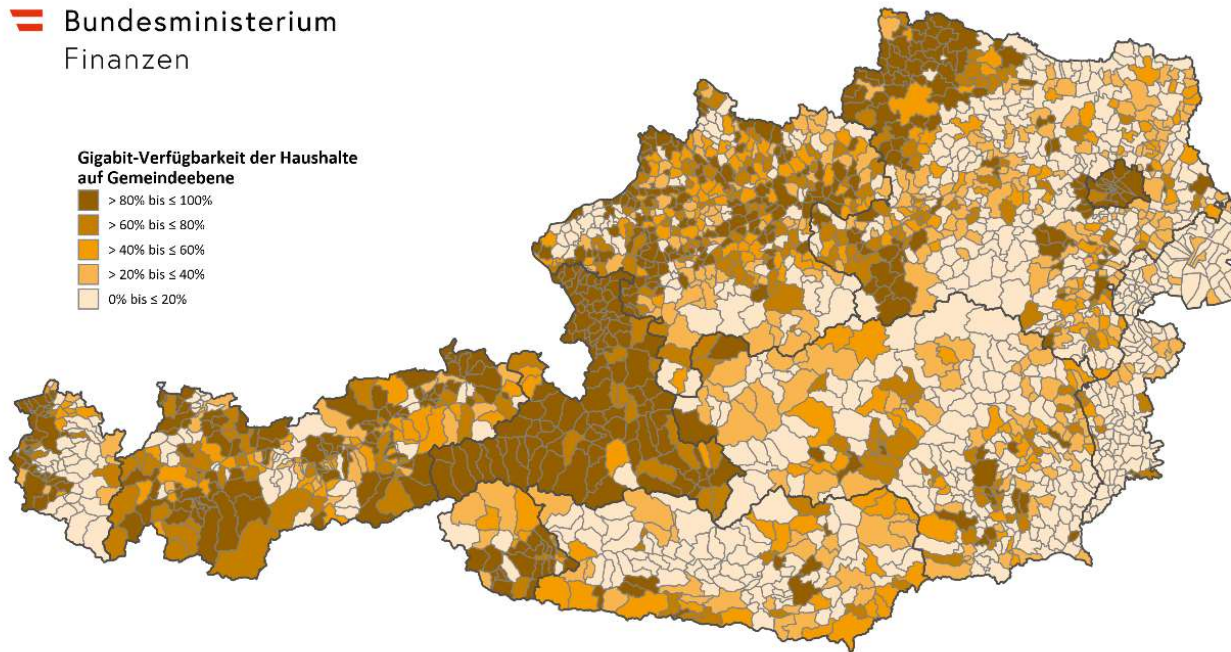 Bundesministerium
Finanzen
Gigabit-Verfügbarkeit der Haushalte
auf Gemeindeebene
> 80% bis ≤ 100%
> 60% bis ≤ 80%
> 40% bis ≤ 60%
> 20% bis ≤ 40%
0% bis ≤ 20%